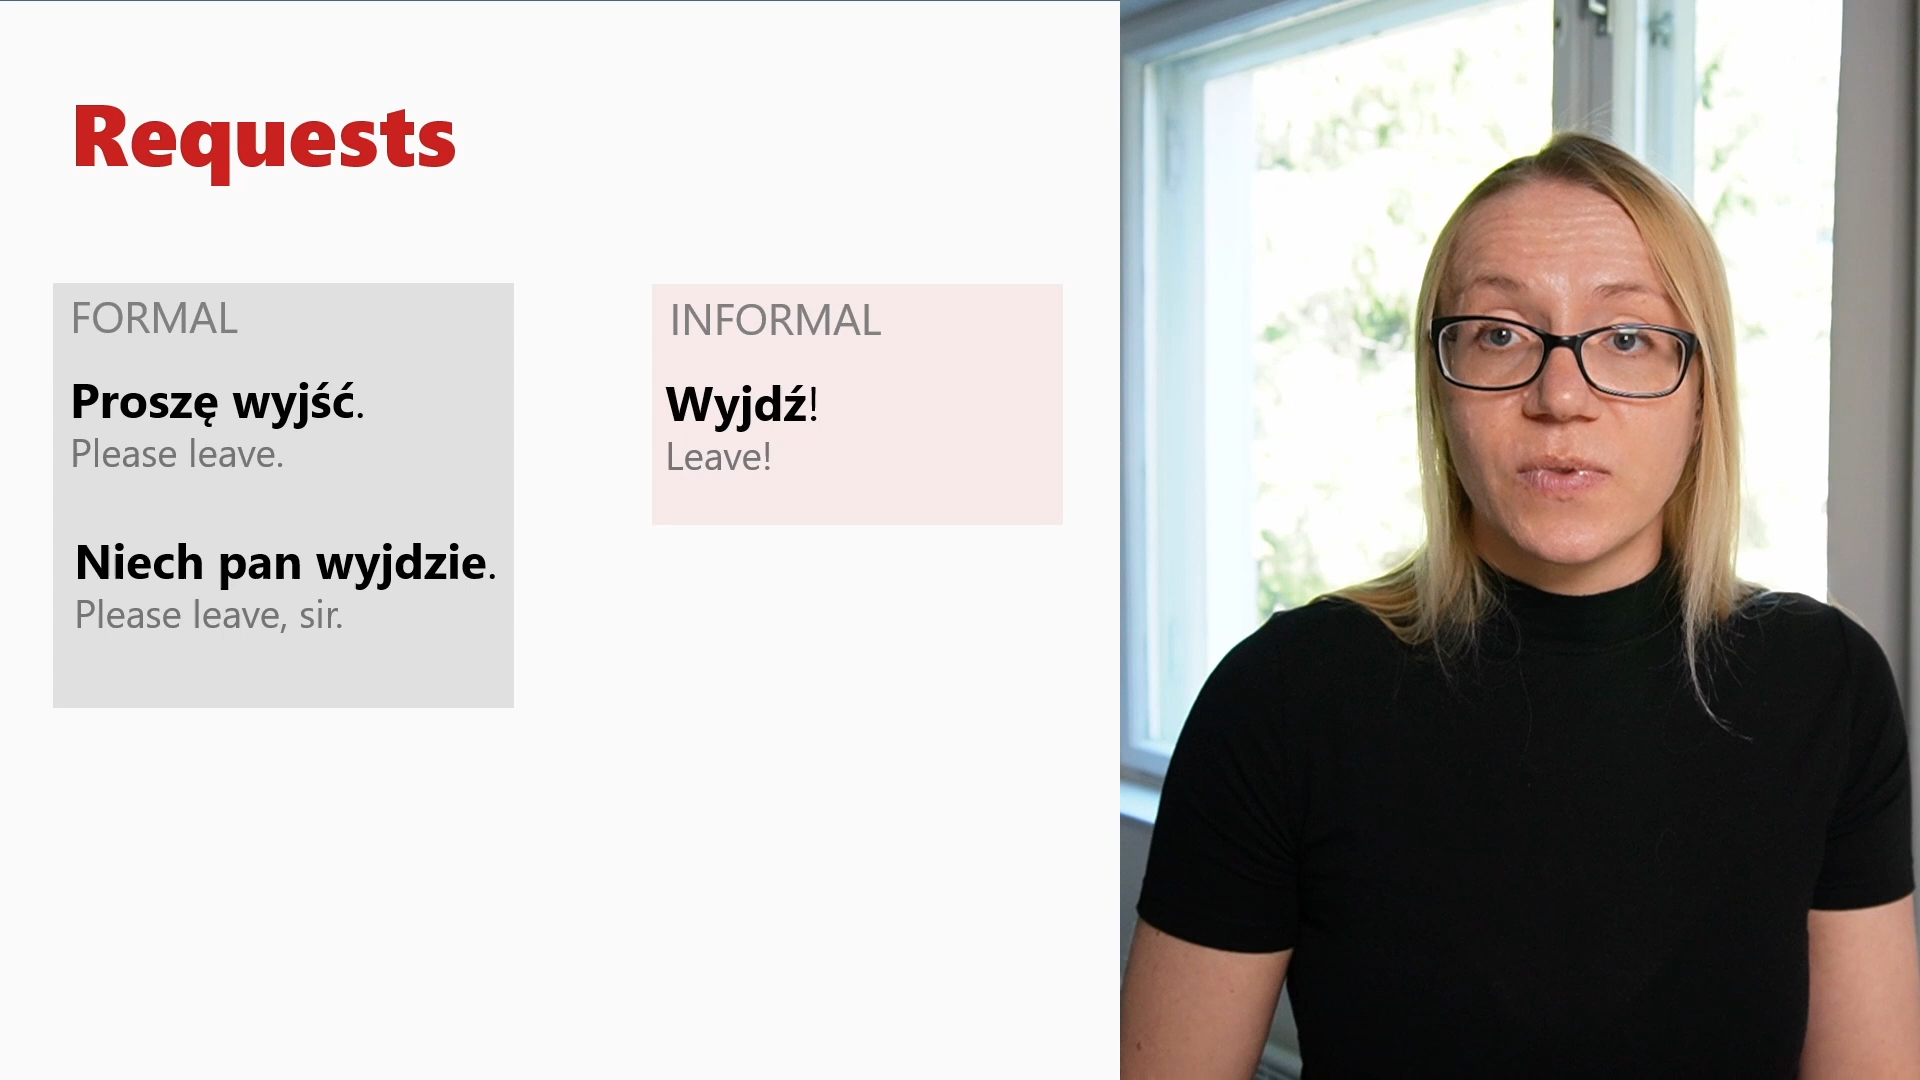 Requests
FORMAL
Proszę wyjść.
Please leave.
Niech pan wyjdzie.
Please leave, sir.
INFORMAL
Wyjdź!
Leave!